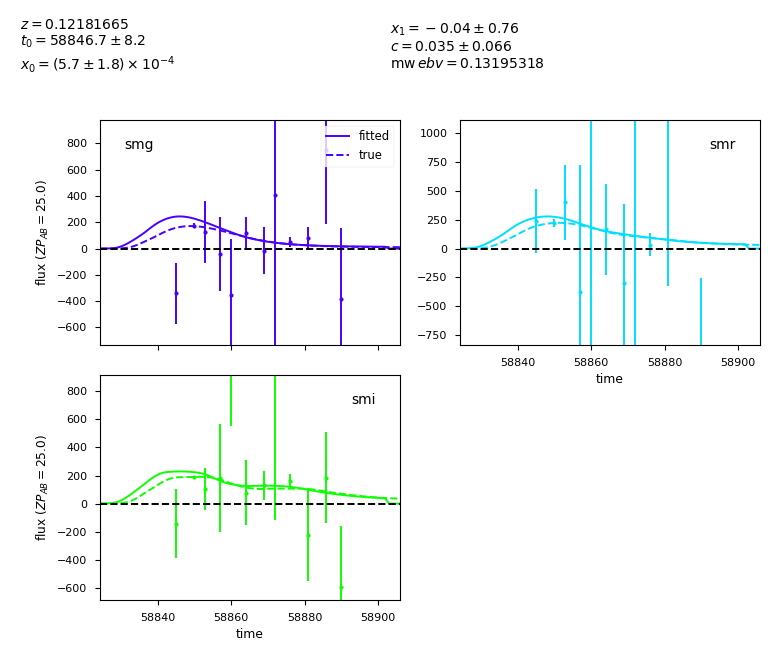 z = 0.12181665
t₀ = 58846.7 ± 8.2
x₀ = (5.7 ± 1.8) × 10⁻⁴
x₁ = −0.04 ± 0.76
c = 0.035 ± 0.066
mw ebv = 0.13195318
smg
fitted
true
800
600
400
200
0
−200
−400
−600
flux (ZP_AB = 25.0)
smr
1000
750
500
250
0
−250
−500
−750
58840 58860 58880 58900
time
smi
800
600
400
200
0
−200
−400
−600
flux (ZP_AB = 25.0)
58840 58860 58880 58900
time